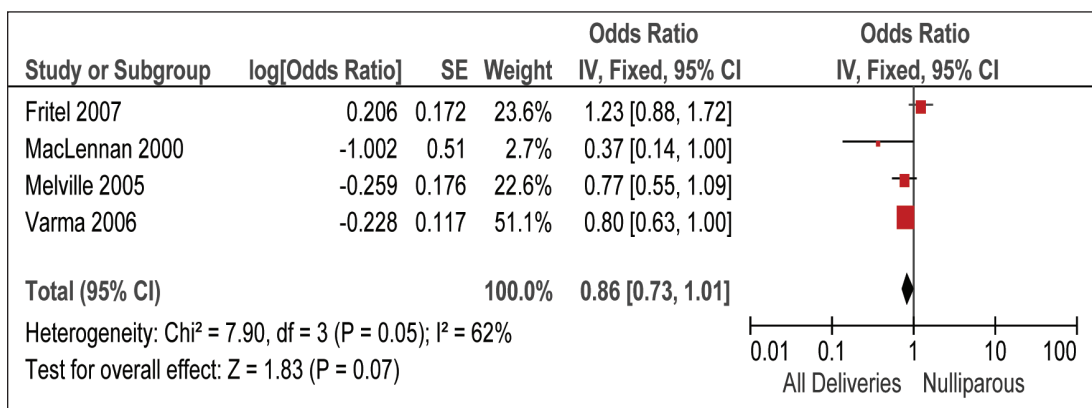 Odds Ratio Odds Ratio
Study or Subgroup log[Odds Ratio] SE Weight IV, Fixed, 95% CI IV, Fixed, 95% CI
Fritel 2007 0.206 0.172 23.6% 1.23 [0.88, 1.72]
MacLennan 2000 -1.002 0.51 2.7% 0.37 [0.14, 1.00]
Melville 2005 -0.259 0.176 22.6% 0.77 [0.55, 1.09]
Varma 2006 -0.228 0.117 51.1% 0.80 [0.63, 1.00]
Total (95% CI) 100.0% 0.86 [0.73, 1.01]
Heterogeneity: Chi² = 7.90, df = 3 (P = 0.05); I² = 62%
Test for overall effect: Z = 1.83 (P = 0.07)
0.01 0.1 1 10 100
All Deliveries Nulliparous